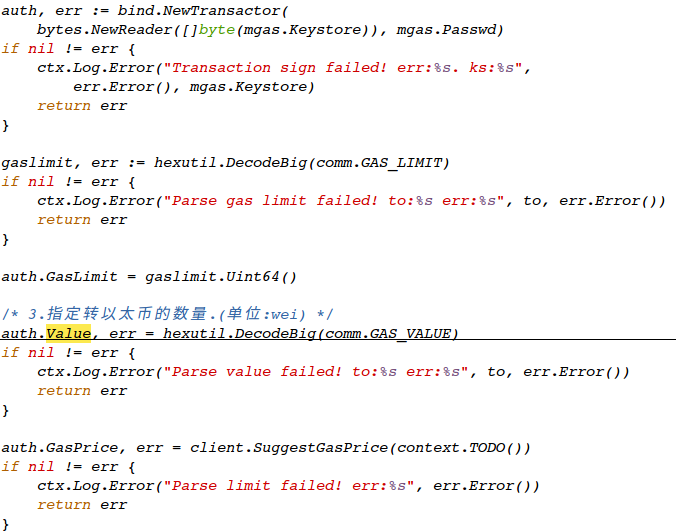 auth, err := bind.NewTransactor(
    bytes.NewReader([]byte(mgas.Keystore)), mgas.Passwd)
if nil != err {
    ctx.Log.Error("Transaction sign failed! err:%s. ks:%s",
        err.Error(), mgas.Keystore)
    return err
}

gaslimit, err := hexutil.DecodeBig(comm.GAS_LIMIT)
if nil != err {
    ctx.Log.Error("Parse gas limit failed! to:%s err:%s", to, err.Error())
    return err
}

auth.GasLimit = gaslimit.Uint64()

/* 3.指定转以太币的数量.(单位:wei) */
auth.Value, err = hexutil.DecodeBig(comm.GAS_VALUE)
if nil != err {
    ctx.Log.Error("Parse value failed! to:%s err:%s", to, err.Error())
    return err
}

auth.GasPrice, err = client.SuggestGasPrice(context.TODO())
if nil != err {
    ctx.Log.Error("Parse limit failed! err:%s", err.Error())
    return err
}